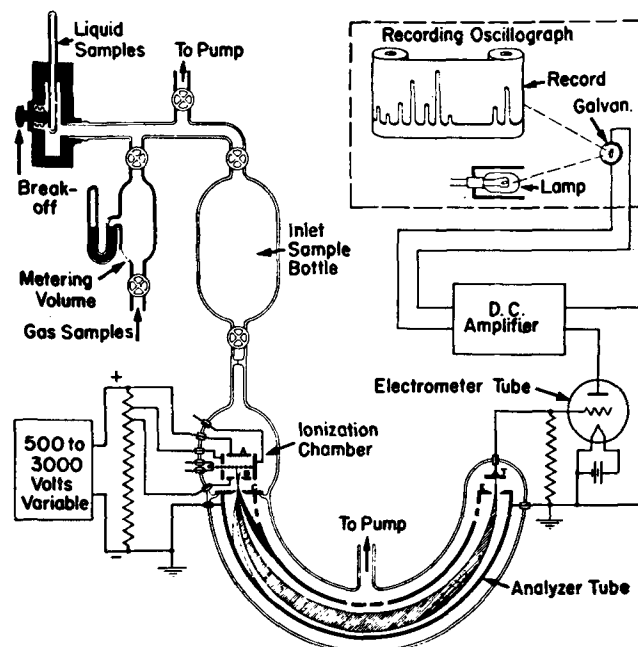 Liquid
Samples
To Pump
Recording Oscillograph
Record
Galvan.
Lamp
Break-
off
Inlet
Sample
Bottle
Metering
Volume
Gas Samples
D. C.
Amplifier
Electrometer Tube
+
Ionization
Chamber
A
B
500 to
3000
Volts
Variable
−
To Pump
Analyzer Tube